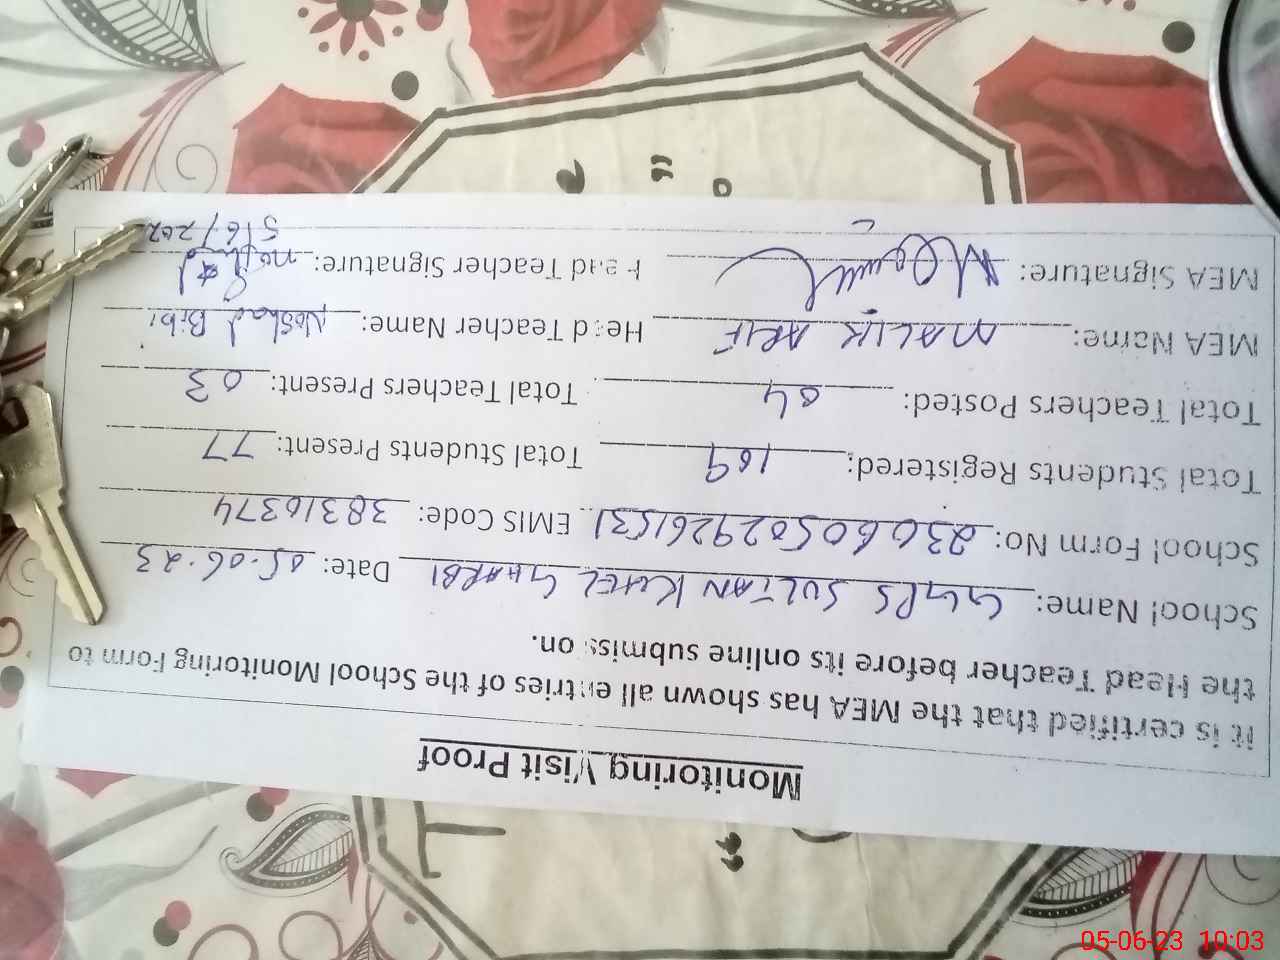 Monitoring Visit Proof
It is certified that the MEA has shown all entries of the School Monitoring Form to
the Head Teacher before its online submission.
School Name: GGPS SULTAN KHEL GHARBI Date: 05.06.23
School Form No: 230605029261531 EMIS Code: 38310374
Total Students Registered: 169 Total Students Present: 77
Total Teachers Posted: 04 Total Teachers Present: 03
MEA Name: MALIK ARIF Head Teacher Name: Noshad Bibi
MEA Signature: Head Teacher Signature:
5/6/202
05-06-23 10:03